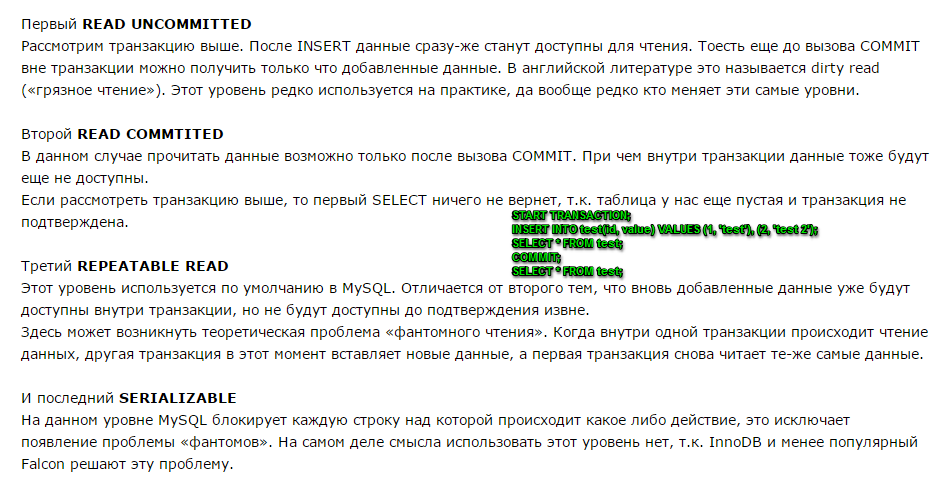 Первый READ UNCOMMITTED
Рассмотрим транзакцию выше. После INSERT данные сразу-же станут доступны для чтения. Тоесть еще до вызова COMMIT
вне транзакции можно получить только что добавленные данные. В английской литературе это называется dirty read
(«грязное чтение»). Этот уровень редко используется на практике, да вообще редко кто меняет эти самые уровни.
Второй READ COMMTITED
В данном случае прочитать данные возможно только после вызова COMMIT. При чем внутри транзакции данные тоже будут
еще не доступны.
Если рассмотреть транзакцию выше, то первый SELECT ничего не вернет, т.к. таблица у нас еще пустая и транзакция не
подтверждена.
START TRANSACTION;
INSERT INTO test(id, value) VALUES (1, 'test'), (2, 'test 2');
SELECT * FROM test;
COMMIT;
SELECT * FROM test;
Третий REPEATABLE READ
Этот уровень используется по умолчанию в MySQL. Отличается от второго тем, что вновь добавленные данные уже будут
доступны внутри транзакции, но не будут доступны до подтверждения извне.
Здесь может возникнуть теоретическая проблема «фантомного чтения». Когда внутри одной транзакции происходит чтение
данных, другая транзакция в этот момент вставляет новые данные, а первая транзакция снова читает те-же самые данные.
И последний SERIALIZABLE
На данном уровне MySQL блокирует каждую строку над которой происходит какое либо действие, это исключает
появление проблемы «фантомов». На самом деле смысла использовать этот уровень нет, т.к. InnoDB и менее популярный
Falcon решают эту проблему.